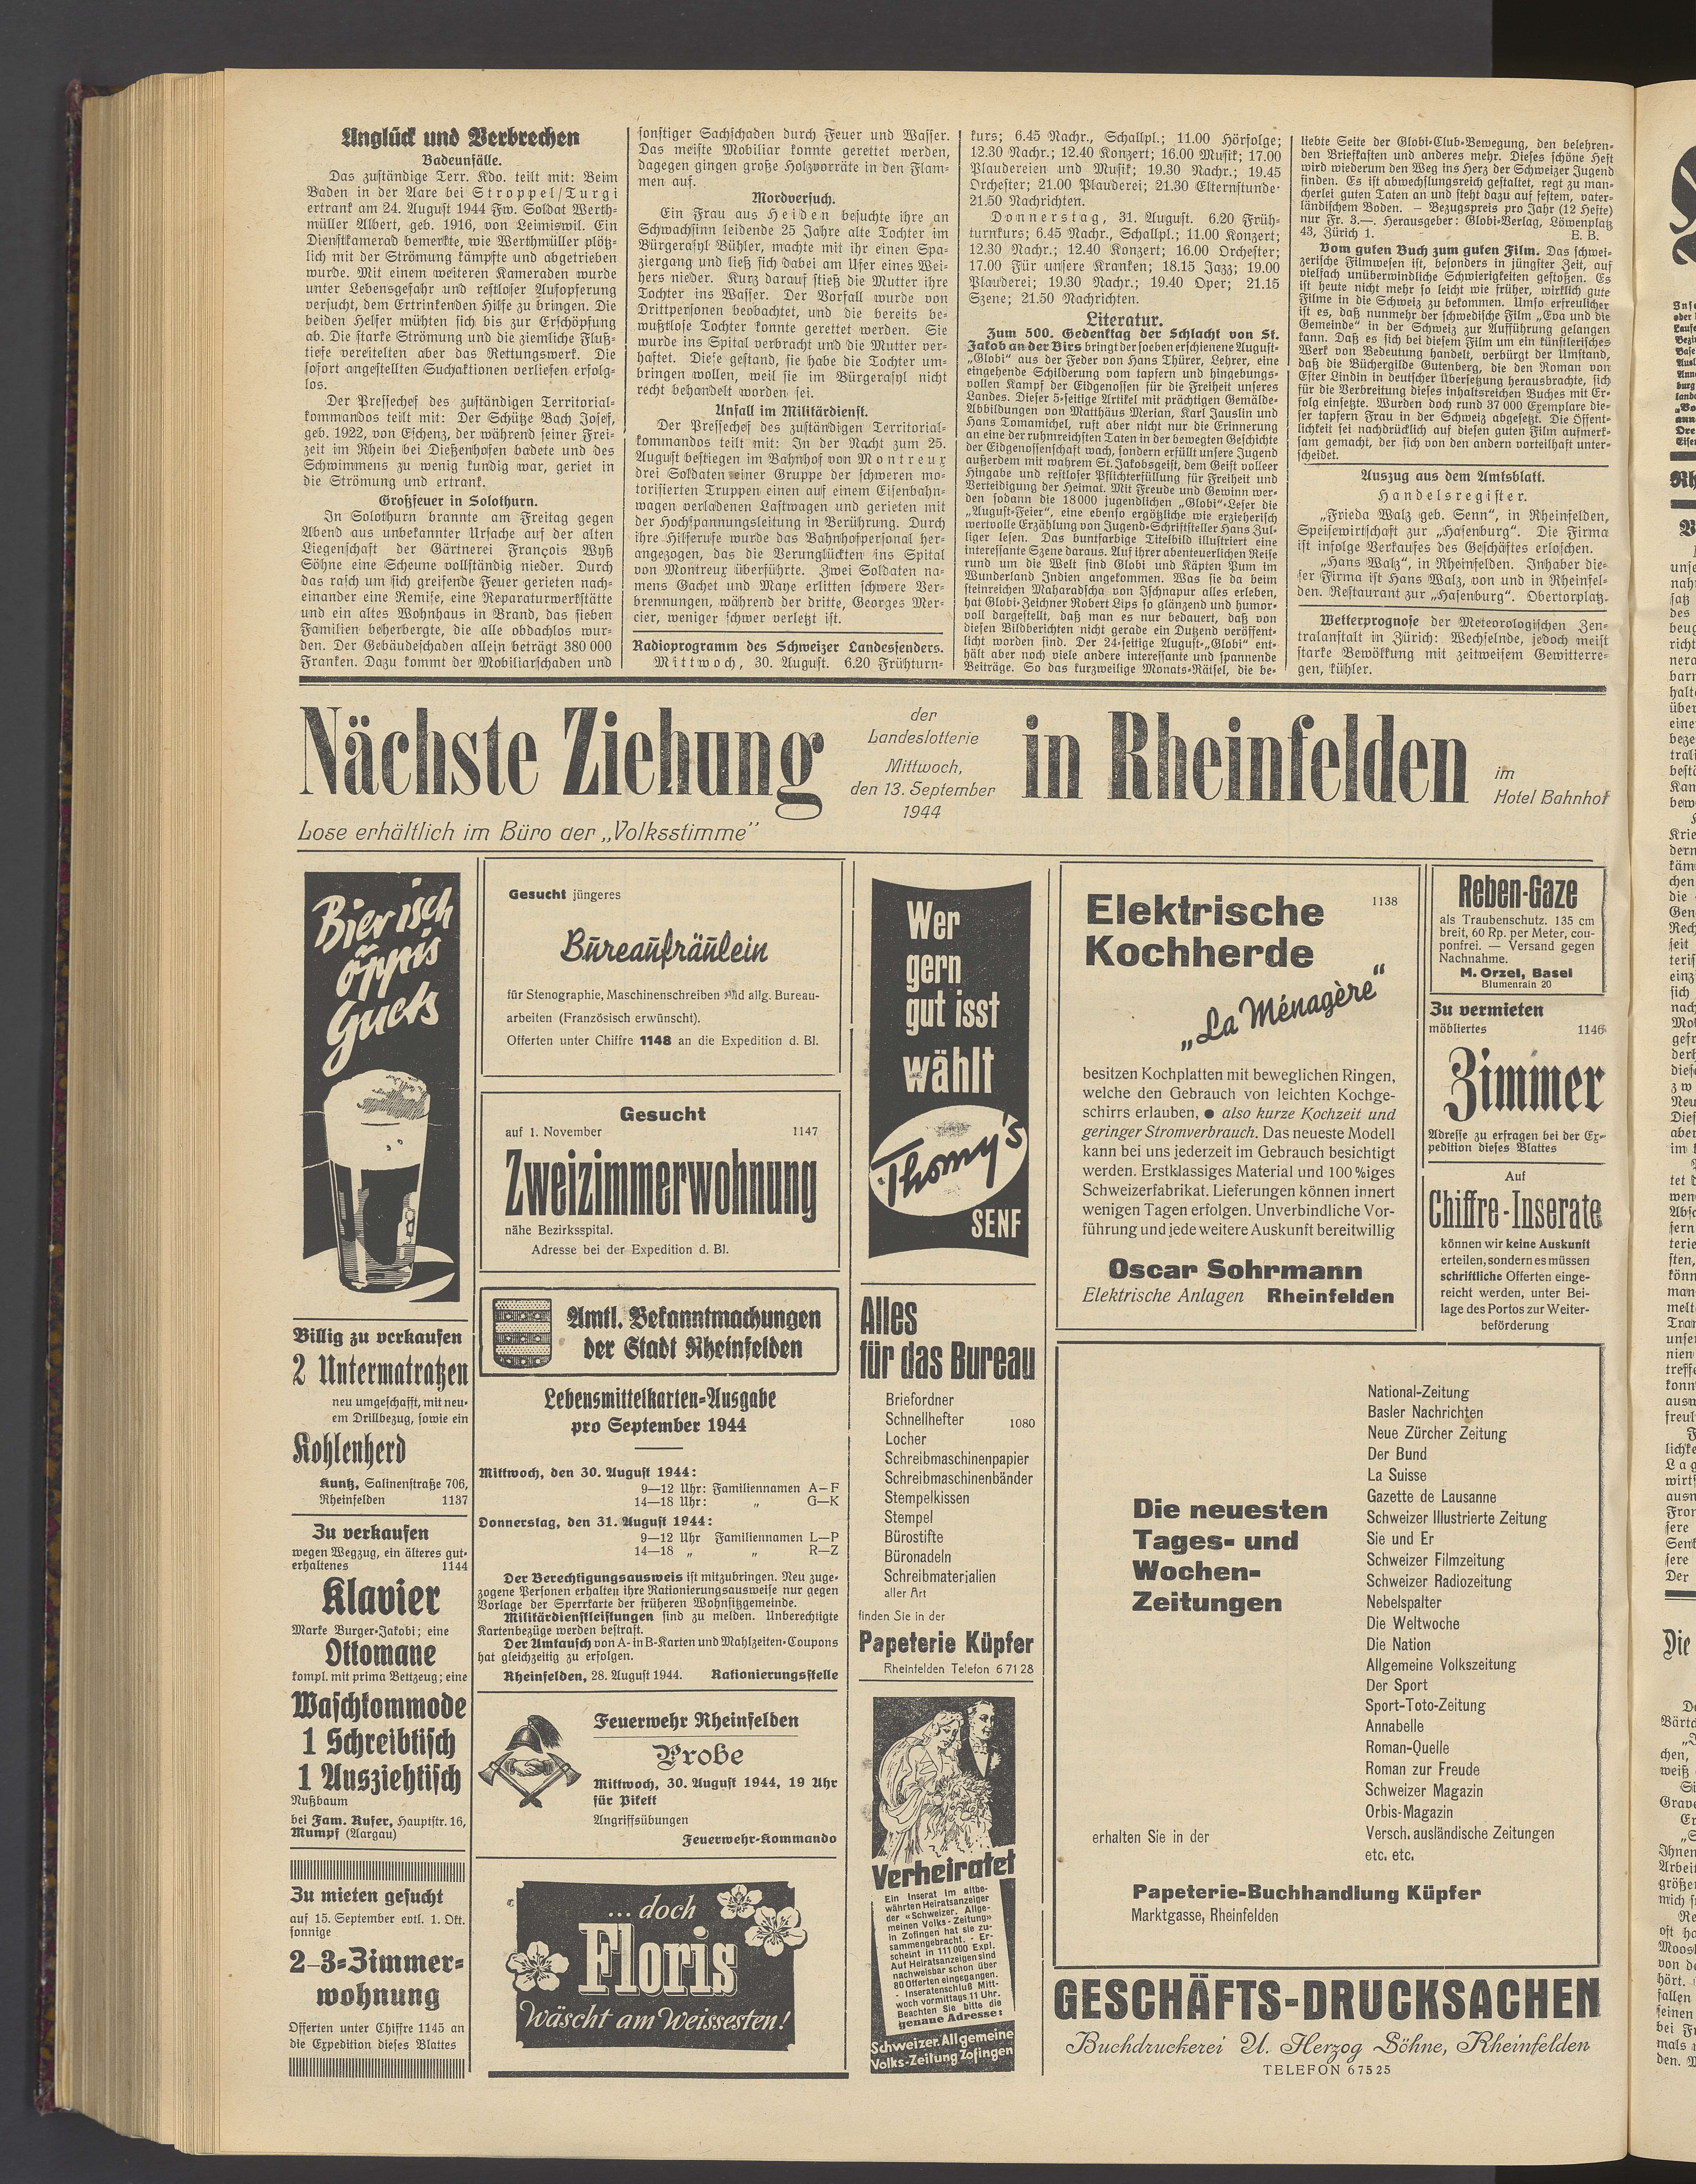 Unglück und Verbrechen
Badeunfälle.
Das zuständige Terr. Kdo. teilt mit: Beim
Baden in der Aare bei Stroppel/Turgi
ertrank am 24. August 1944 Fw. Soldat Werth-
müller Albert, geb. 1916, von Leimiswil. Ein
Dienstkamerad bemerkte, wie Werthmüller plötz-
lich mit der Strömung kämpfte und abgetrieben
wurde. Mit einem weiteren Kameraden wurde
unter Lebensgefahr und restloser Aufopferung
versucht, dem Ertrinkenden Hilfe zu bringen. Die
beiden Helfer mühten sich bis zur Erschöpfung
ab. Die starke Strömung und die ziemliche Fluß-
tiefe vereitelten aber das Rettungswerk. Die
sofort angestellten Suchaktionen verliefen erfolg-
los.
Der Pressechef des zuständigen Territorial-
kommandos teilt mit: Der Schütze Bach Josef,
geb. 1922, von Eschenz, der während seiner Frei-
zeit im Rhein bei Dießenhofen badete und des
Schwimmens zu wenig kundig war, geriet in
die Strömung und ertrank.
Großfeuer in Solothurn.
In Solothurn brannte am Freitag gegen
Abend aus unbekannter Ursache auf der alten
Liegenschaft der Gärtnerei François Wyß
Söhne eine Scheune vollständig nieder. Durch
das rasch um sich greifende Feuer gerieten nach-
einander eine Remise, eine Reparaturwerkstätte
und ein altes Wohnhaus in Brand, das sieben
Familien beherbergte, die alle obdachlos wur-
den. Der Gebäudeschaden allein beträgt 380 000
Franken. Dazu kommt der Mobiliarschaden und
sonstiger Sachschaden durch Feuer und Wasser.
Das meiste Mobiliar konnte gerettet werden,
dagegen gingen große Holzvorräte in den Flam-
men auf.
Mordversuch.
Ein Frau aus Heiden besuchte ihre an
Schwachsinn leidende 25 Jahre alte Tochter im
Bürgerasyl Bühler, machte mit ihr einen Spa-
ziergang und ließ sich dabei am Ufer eines Wei-
hers nieder. Kurz darauf stieß die Mutter ihre
Tochter ins Wasser. Der Vorfall wurde von
Drittpersonen beobachtet, und die bereits be-
wußtlose Tochter konnte gerettet werden. Sie
wurde ins Spital verbracht und die Mutter ver-
haftet. Diese gestand, sie habe die Tochter um-
bringen wollen, weil sie im Bürgerasyl nicht
recht behandelt worden sei.
Unfall im Militärdienst.
Der Pressechef des zuständigen Territorial-
kommandos teilt mit: In der Nacht zum 25.
August bestiegen im Bahnhof von Montreux
drei Soldaten einer Gruppe der schweren mo-
torisierten Truppen einen auf einem Eisenbahn-
wagen verladenen Lastwagen und gerieten mit
der Hochspannungsleitung in Berührung. Durch
ihre Hilferufe wurde das Bahnhofpersonal her-
angezogen, das die Verunglückten ins Spital
von Montreux überführte. Zwei Soldaten na-
mens Gachet und Maye erlitten schwere Ver-
brennungen, während der dritte, Georges Mer-
cier, weniger schwer verletzt ist.
Radioprogramm des Schweizer Landessenders.
Mittwoch, 30. August. 6.20 Frühturn-
kurs; 6.45 Nachr., Schallpl.; 11.00 Hörfolge;
12.30 Nachr.; 12.40 Konzert; 16.00 Musik; 17.00
Plaudereien und Musik; 19.30 Nachr.; 19.45
Orchester; 21.00 Plauderei; 21.30 Elternstunde·
21.50 Nachrichten.
Donnerstag, 31. August. 6.20 Früh-
turnkurs; 6.45 Nachr., Schallpl.; 11.00 Konzert;
12.30 Nachr.; 12.40 Konzert; 16.00 Orchester;
17.00 Für unsere Kranken; 18.15 Jazz; 19.00
Plauderei; 19.30 Nachr.; 19.40 Oper; 21.15
Szene; 21.50 Nachrichten.
Literatur.
Zum 500. Gedenktag der Schlacht von St.
Jakob an der Birs bringt der soeben erschienene August-
„Globi“ aus der Feder von Hans Thürer, Lehrer, eine
eingehende Schilderung vom tapfern und hingebungs-
vollen Kampf der Eidgenossen für die Freiheit unseres
Landes. Dieser 5-seitige Artikel mit prächtigen Gemälde-
Abbildungen von Matthäus Merian, Karl Jauslin und
Hans Tomamichel, ruft aber nicht nur die Erinnerung
an eine der ruhmreichsten Taten in der bewegten Geschichte
der Eidgenossenschaft wach, sondern erfüllt unsere Jugend
außerdem mit wahrem St. Jakobsgeist, dem Geist volleer
Hingabe und restloser Pflichterfüllung für Freiheit und
Verteidigung der Heimat. Mit Freude und Gewinn wer-
den sodann die 18000 jugendlichen „Globi“-Leser die
„August-Feier“, eine ebenso ergötzliche wie erzieherisch
wertvolle Erzählung von Jugend-Schriftsteller Hans Zul-
liger lesen. Das buntfarbige Titelbild illustriert eine
interessante Szene daraus. Auf ihrer abenteuerlichen Reise
rund um die Welt sind Globi und Käpten Pum im
Wunderland Indien angekommen. Was sie da beim
steinreichen Maharadscha von Ischnapur alles erleben,
hat Globi-Zeichner Robert Lips so glänzend und humor-
voll dargestellt, daß man es nur bedauert, daß von
diesen Bildberichten nicht gerade ein Dutzend veröffent-
licht worden sind. Der 24-seitige August-„Globi“ ent-
hält aber noch viele andere interessante und spannende
Beiträge. So das kurzweilige Monats-Rätsel, die be-
liebte Seite der Globi-Club-Bewegung, den belehren-
den Briefkasten und anderes mehr. Dieses schöne Heft
wird wiederum den Weg ins Herz der Schweizer Jugend
finden. Es ist abwechslungsreich gestaltet, regt zu man-
cherlei guten Taten an und steht dazu auf festem, vater-
ländischem Boden. – Bezugspreis pro Jahr (12 Hefte)
nur Fr. 3.—. Herausgeber: Globi-Verlag, Löwenplatz
43, Zürich 1. E. B.
Vom guten Buch zum guten Film. Das schwei-
zerische Filmwesen ist, besonders in jüngster Zeit, auf
vielfach unüberwindliche Schwierigkeiten gestoßen. Es
ist heute nicht mehr so leicht wie früher, wirklich gute
Filme in die Schweiz zu bekommen. Umso erfreulicher
ist es, daß nunmehr der schwedische Film „Eva und die
Gemeinde“ in der Schweiz zur Aufführung gelangen
kann. Daß es sich bei diesem Film um ein künstlerisches
Werk von Bedeutung handelt, verbürgt der Umstand,
daß die Büchergilde Gutenberg, die den Roman von
Ester Lindin in deutscher Übersetzung herausbrachte, sich
für die Verbreitung dieses inhaltsreichen Buches mit Er-
folg einsetzte. Wurden doch rund 37 000 Exemplare die-
ser tapfern Frau in der Schweiz abgesetzt. Die Öffent-
lichkeit sei nachdrücklich auf diesen guten Film aufmerk-
sam gemacht, der sich von den andern vorteilhaft unter-
scheidet.
Auszug aus dem Amtsblatt.
Handelsregister.
„Frieda Walz geb. Senn“, in Rheinfelden,
Speisewirtschaft zur „Hasenburg“. Die Firma
ist infolge Verkaufes des Geschäftes erloschen.
„Hans Walz“, in Rheinfelden. Inhaber die-
ser Firma ist Hans Walz, von und in Rheinfel-
den. Restaurant zur „Hasenburg“. Obertorplatz.
Wetterprognose der Meteorologischen Zen-
tralanstalt in Zürich: Wechselnde, jedoch meist
starke Bewölkung mit zeitweisem Gewitterre-
gen, kühler.
Nächste Ziehung
der
Landeslotterie
Mittwoch,
den 13. September
1944
in Rheinfelden
im
Hotel Bahnhof
Lose erhältlich im Büro der „Volksstimme“
Bier isch
öppis
guets
Billig zu verkaufen
2 Untermatratzen
neu umgeschafft, mit neu-
em Drillbezug, sowie ein
Kohlenherd
Kuntz, Salinenstraße 706,
Rheinfelden 1137
Zu verkaufen
wegen Wegzug, ein älteres gut-
erhaltenes 1144
Klavier
Marke Burger-Jakobi; eine
Ottomane
kompl. mit prima Bettzeug; eine
Waschkommode
1 Schreibtisch
1 Ausziehtisch
Nußbaum
bei Fam. Rufer, Hauptstr. 16,
Mumpf (Aargau)
Zu mieten gesucht
auf 15. September evtl. 1. Okt.
sonnige
2–3-Zimmer-
wohnung
Offerten unter Chiffre 1145 an
die Expedition dieses Blattes
Gesucht jüngeres
Bureaufräulein
für Stenographie, Maschinenschreiben und allg. Bureau-
arbeiten (Französisch erwünscht).
Offerten unter Chiffre 1148 an die Expedition d. Bl.
Gesucht
auf 1. November 1147
Zweizimmerwohnung
nähe Bezirksspital.
Adresse bei der Expedition d. Bl.
Amtl. Bekanntmachungen
der Stadt Rheinfelden
Lebensmittelkarten-Ausgabe
pro September 1944
Mittwoch, den 30. August 1944:
9—12 Uhr: Familiennamen A—F
14—18 Uhr: „ G—K
Donnerstag, den 31. August 1944:
9—12 Uhr Familiennamen L—P
14—18 „ „ R—Z
Der Berechtigungsausweis ist mitzubringen. Neu zuge-
zogene Personen erhalten ihre Rationierungsausweise nur gegen
Vorlage der Sperrkarte der früheren Wohnsitzgemeinde.
Militärdienstleistungen sind zu melden. Unberechtigte
Kartenbezüge werden bestraft.
Der Umtausch von A- in B-Karten und Mahlzeiten-Coupons
hat gleichzeitig zu erfolgen.
Rheinfelden, 28. August 1944. Rationierungsstelle
Feuerwehr Rheinfelden
Probe
Mittwoch, 30. August 1944, 19 Uhr
für Pikett
Angriffsübungen
Feuerwehr-Kommando
... doch
Floris
Wäscht am Weissesten!
Wer
gern
gut isst
wählt
Thomy's
SENF
Alles
für das Bureau
Briefordner
Schnellhefter 1080
Locher
Schreibmaschinenpapier
Schreibmaschinenbänder
Stempelkissen
Stempel
Bürostifte
Büronadeln
Schreibmaterialien
aller Art
finden Sie in der
Papeterie Küpfer
Rheinfelden Telefon 6 71 28
Verheiratet
Ein Inserat im altbe-
währten Heiratsanzeiger
der «Schweizer. Allge-
meinen Volks-Zeitung»
in Zofingen hat sie zu-
sammengebracht. - Er-
scheint in 111 000 Expl.
Auf Heiratsanzeigen sind
nachweisbar schon über
80 Offerten eingegangen.
- Inseratenschluß Mitt-
woch vormittags 11 Uhr.
Beachten Sie bitte die
genaue Adresse:
Schweizer. Allgemeine
Volks-Zeitung Zofingen
Elektrische 1138
Kochherde
„La Ménagère“
besitzen Kochplatten mit beweglichen Ringen,
welche den Gebrauch von leichten Kochge-
schirrs erlauben, ● also kurze Kochzeit und
geringer Stromverbrauch. Das neueste Modell
kann bei uns jederzeit im Gebrauch besichtigt
werden. Erstklassiges Material und 100 %iges
Schweizerfabrikat. Lieferungen können innert
wenigen Tagen erfolgen. Unverbindliche Vor-
führung und jede weitere Auskunft bereitwillig
Oscar Sohrmann
Elektrische Anlagen Rheinfelden
Reben-Gaze
als Traubenschutz. 135 cm
breit, 60 Rp. per Meter, cou-
ponfrei. — Versand gegen
Nachnahme.
M. Orzel, Basel
Blumenrain 20
Zu vermieten
möbliertes 1146
Zimmer
Adresse zu erfragen bei der Ex-
pedition dieses Blattes
Auf
Chiffre-Inserate
können wir keine Auskunft
erteilen, sondern es müssen
schriftliche Offerten einge-
reicht werden, unter Bei-
lage des Portos zur Weiter-
beförderung
Die neuesten
Tages- und
Wochen-
Zeitungen
National-Zeitung
Basler Nachrichten
Neue Zürcher Zeitung
Der Bund
La Suisse
Gazette de Lausanne
Schweizer Illustrierte Zeitung
Sie und Er
Schweizer Filmzeitung
Schweizer Radiozeitung
Nebelspalter
Die Weltwoche
Die Nation
Allgemeine Volkszeitung
Der Sport
Sport-Toto-Zeitung
Annabelle
Roman-Quelle
Roman zur Freude
Schweizer Magazin
Orbis-Magazin
Versch. ausländische Zeitungen
etc. etc.
erhalten Sie in der
Papeterie-Buchhandlung Küpfer
Marktgasse, Rheinfelden
GESCHÄFTS-DRUCKSACHEN
Buchdruckerei U. Herzog Söhne, Rheinfelden
TELEFON 6 75 25